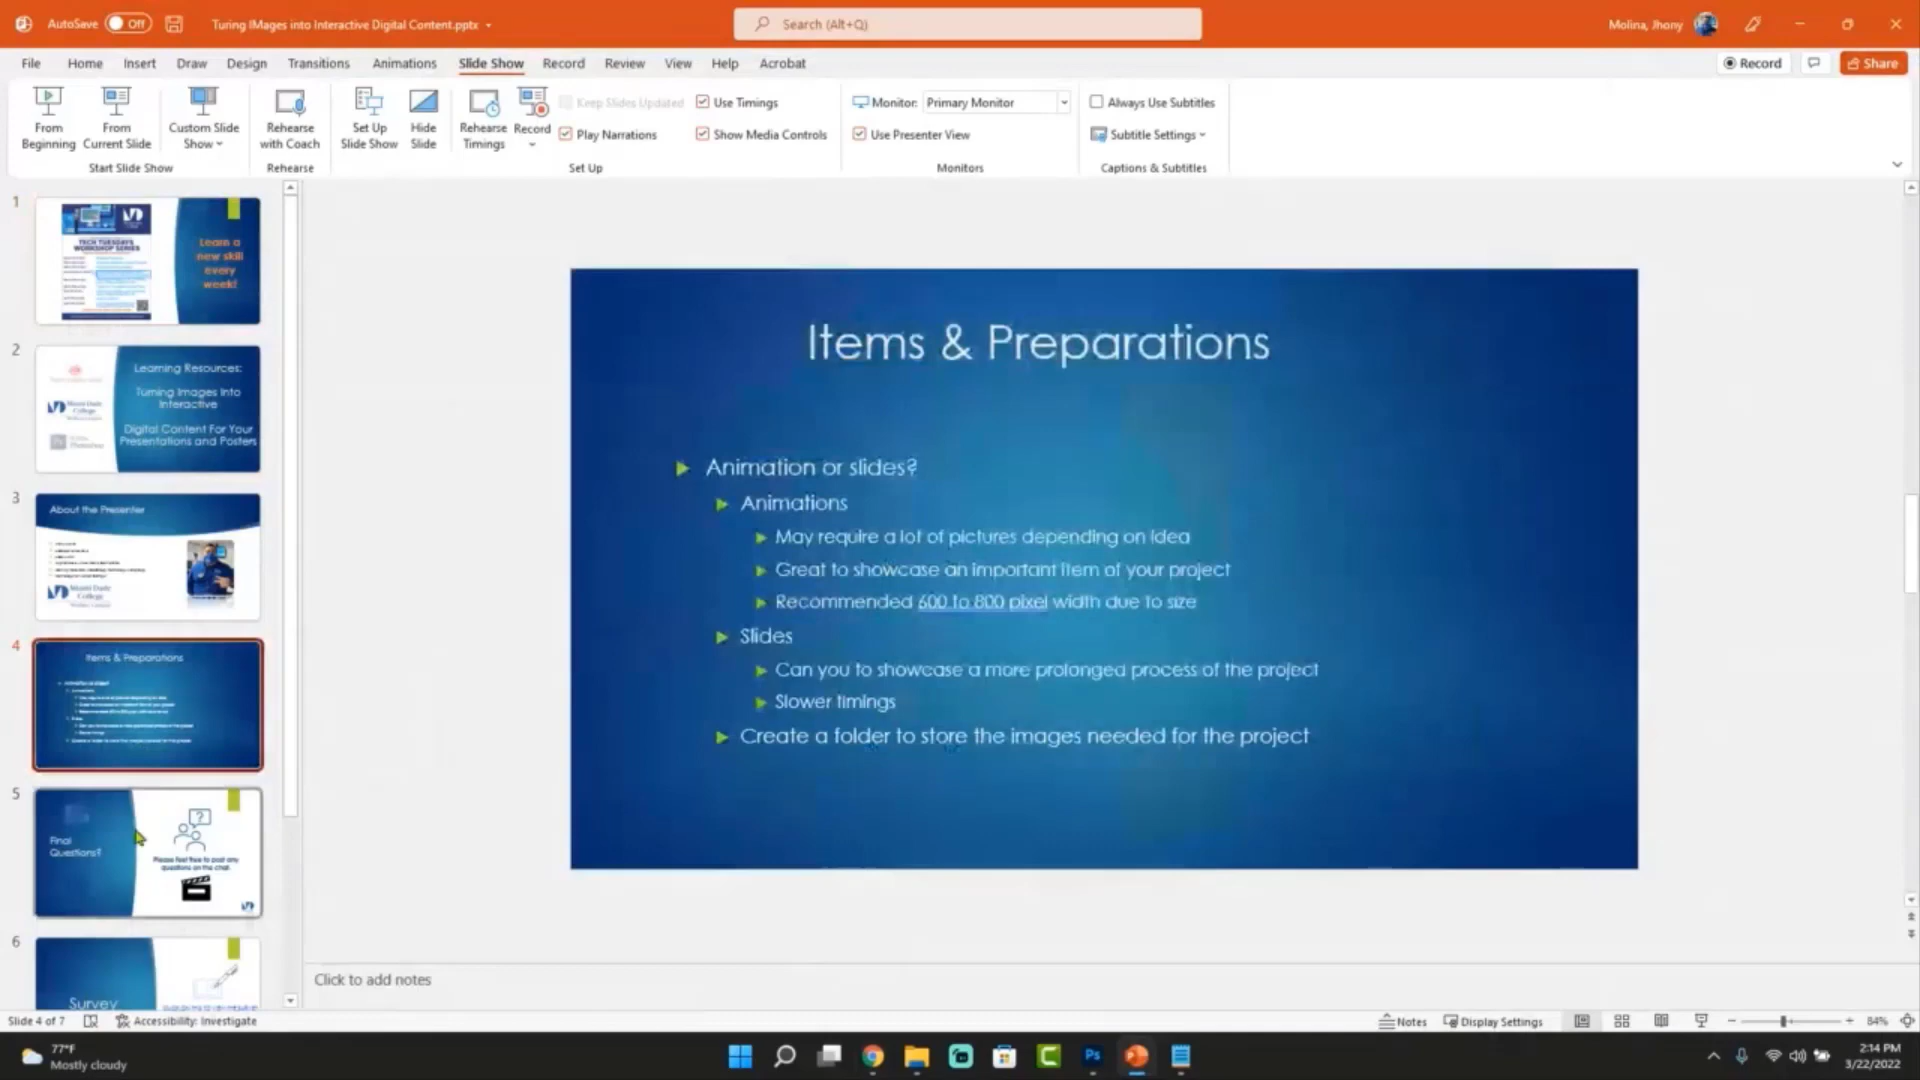 AutoSave Off Turing IMages into Interactive Digital Content.pptx Search (Alt+Q) Molina, Jhony
File Home Insert Draw Design Transitions Animations Slide Show Record Review View Help Acrobat Record Share
From Beginning
From Current Slide
Custom Slide Show
Rehearse with Coach
Set Up Slide Show
Hide Slide
Rehearse Timings
Record
Keep Slides Updated
Play Narrations
Use Timings
Show Media Controls
Monitor: Primary Monitor
Use Presenter View
Always Use Subtitles
Subtitle Settings
Start Slide Show Rehearse Set Up Monitors Captions & Subtitles
1
TECH TUESDAYS
WORKSHOP SERIES
Learn a
new skill
every
week!
2
Learning Resources:
Turning Images Into
Interactive
Digital Content For Your
Presentations and Posters
Miami Dade
College
3
About the Presenter
Miami Dade
College
4
Items & Preparations
5
Final
Questions?
Please feel free to post any
questions on the chat
6
Survey
Items & Preparations
Animation or slides?
Animations
May require a lot of pictures depending on idea
Great to showcase an important item of your project
Recommended 600 to 800 pixel width due to size
Slides
Can you to showcase a more prolonged process of the project
Slower timings
Create a folder to store the images needed for the project
Click to add notes
Slide 4 of 7 Accessibility: Investigate Notes Display Settings 84%
77°F
Mostly cloudy
Ps
2:14 PM
3/22/2022